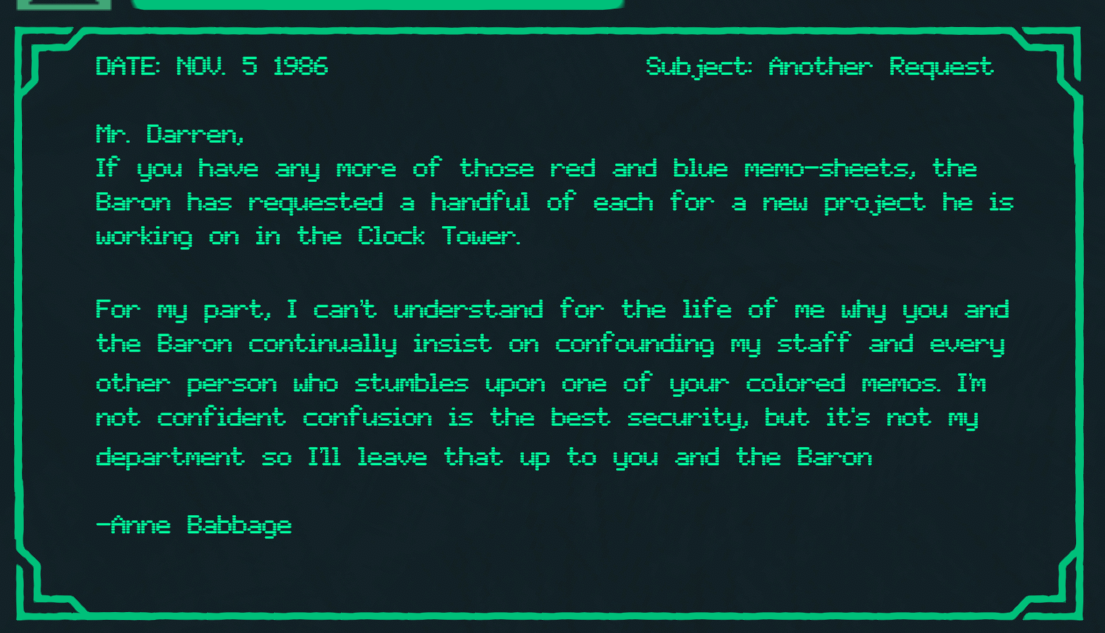 DATE: NOV. 5 1986 Subject: Another Request
Mr. Darren,
If you have any more of those red and blue memo-sheets, the
Baron has requested a handful of each for a new project he is
working on in the Clock Tower.
For my part, I can't understand for the life of me why you and
the Baron continually insist on confounding my staff and every
other person who stumbles upon one of your colored memos. I'm
not confident confusion is the best security, but it's not my
department so I'll leave that up to you and the Baron
-Anne Babbage